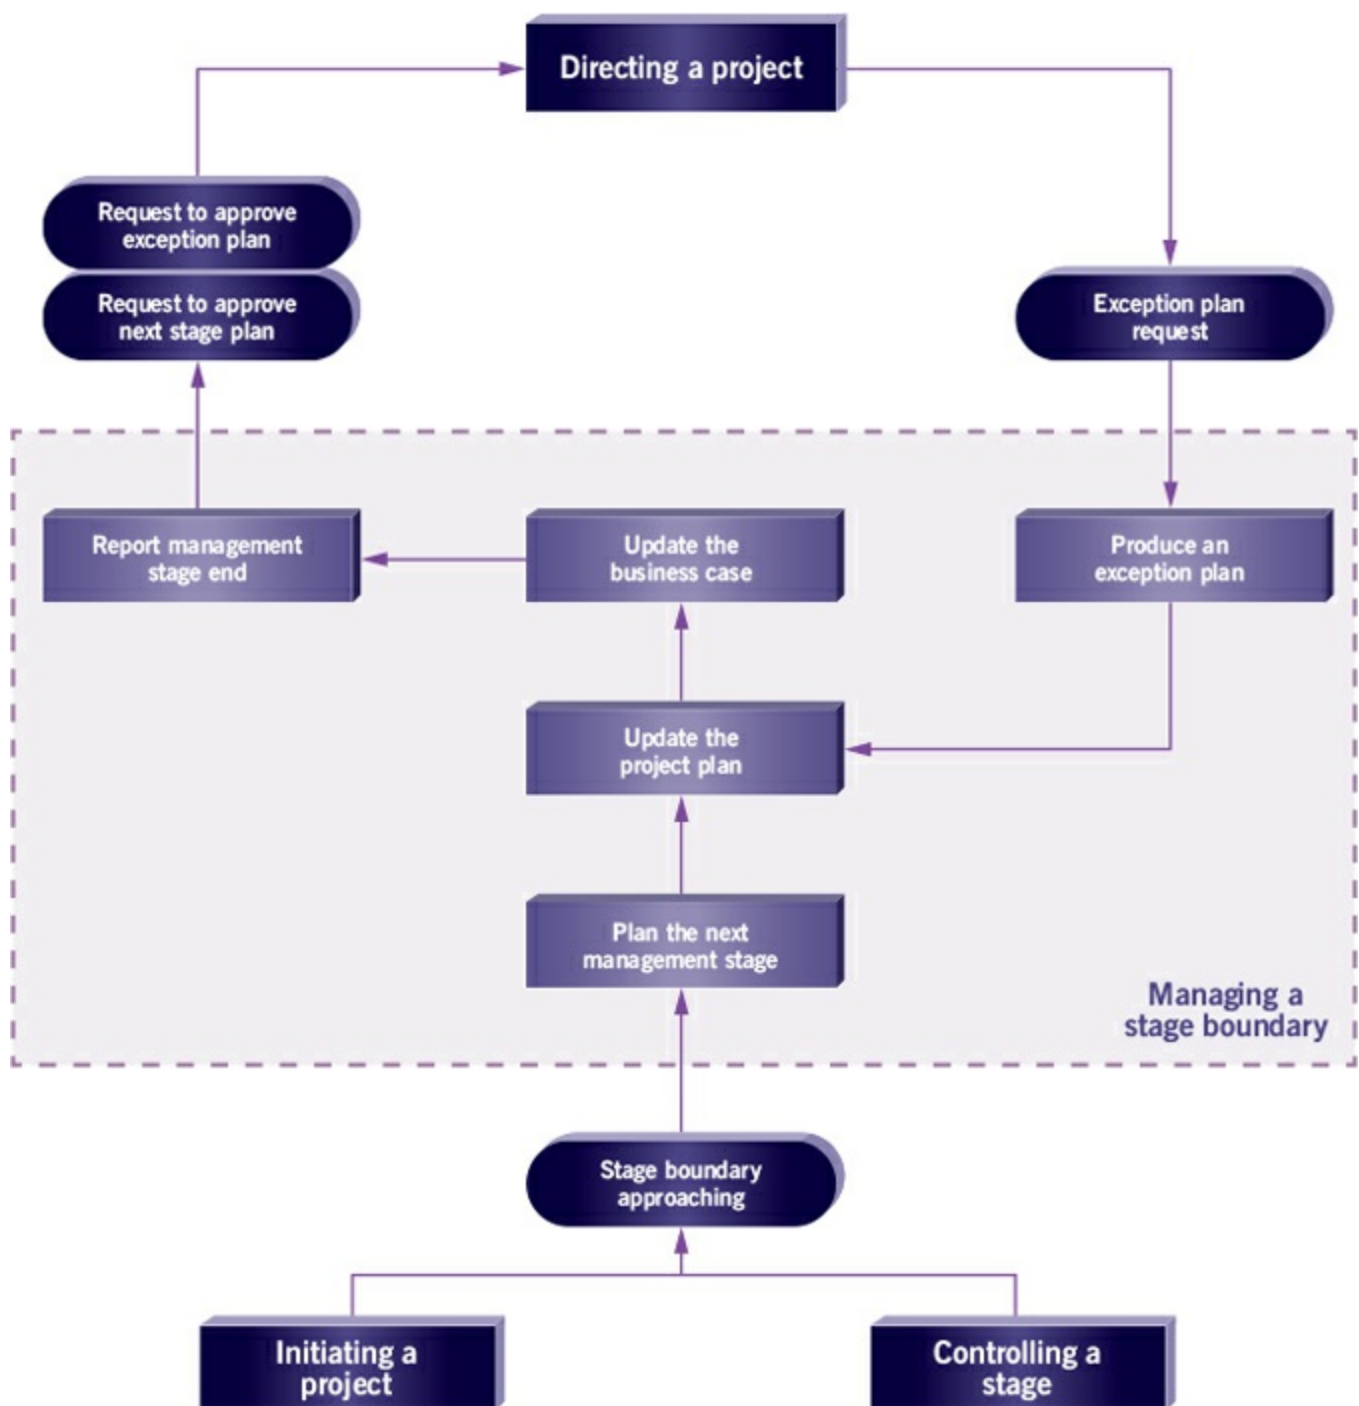 Directing a project
Request to approve
exception plan
Request to approve
next stage plan
Exception plan
request
Report management
stage end
Update the
business case
Produce an
exception plan
Update the
project plan
Plan the next
management stage
Managing a
stage boundary
Stage boundary
approaching
Initiating a
project
Controlling a
stage